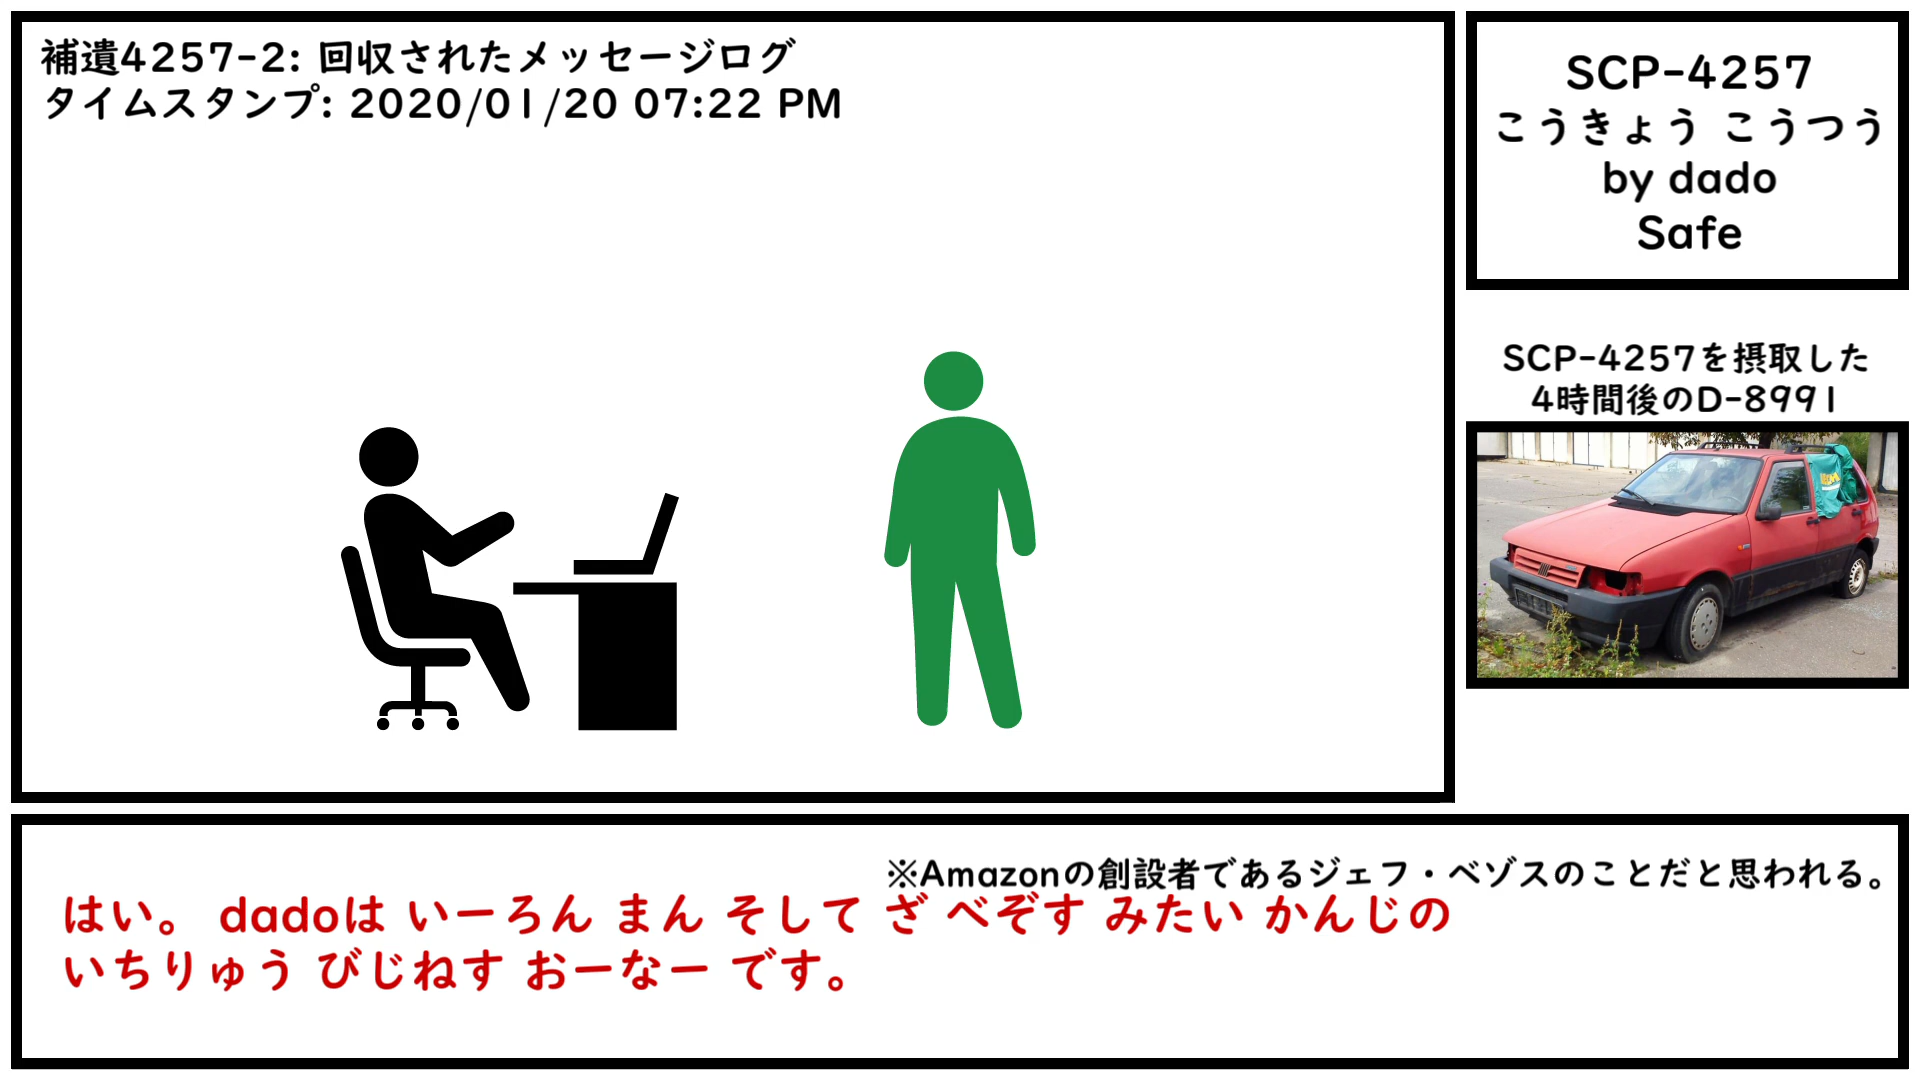 補遺4257-2: 回収されたメッセージログ
タイムスタンプ: 2020/01/20 07:22 PM
SCP-4257
こうきょう こうつう
by dado
Safe
SCP-4257を摂取した
4時間後のD-8991
※Amazonの創設者であるジェフ・ベゾスのことだと思われる。
はい。 dadoは いーろん まん そして ざ べぞす みたい かんじの
いちりゅう びじねす おーなー です。